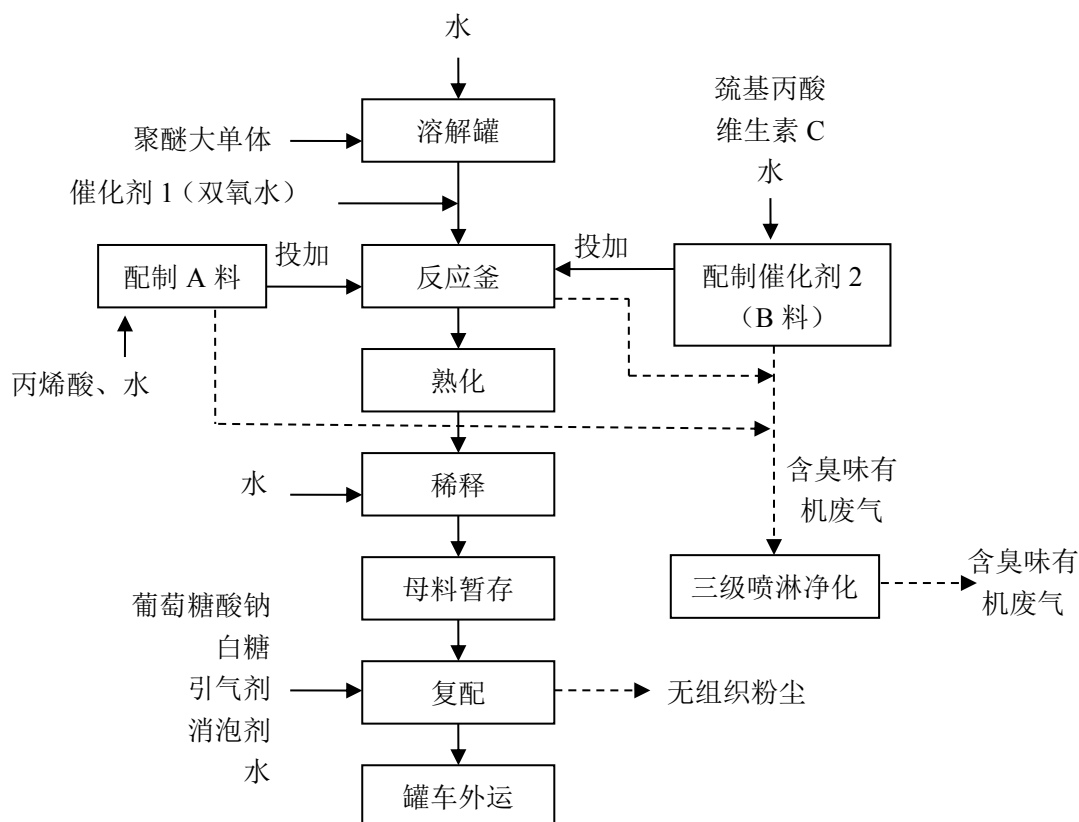 水
巯基丙酸
维生素 C
水
聚醚大单体
溶解罐
催化剂 1（双氧水）
投加
投加
配制 A 料
反应釜
配制催化剂 2
（B 料）
丙烯酸、水
熟化
水
稀释
含臭味有
机废气
母料暂存
三级喷淋净化
含臭味有
机废气
葡萄糖酸钠
白糖
引气剂
消泡剂
水
复配
无组织粉尘
罐车外运